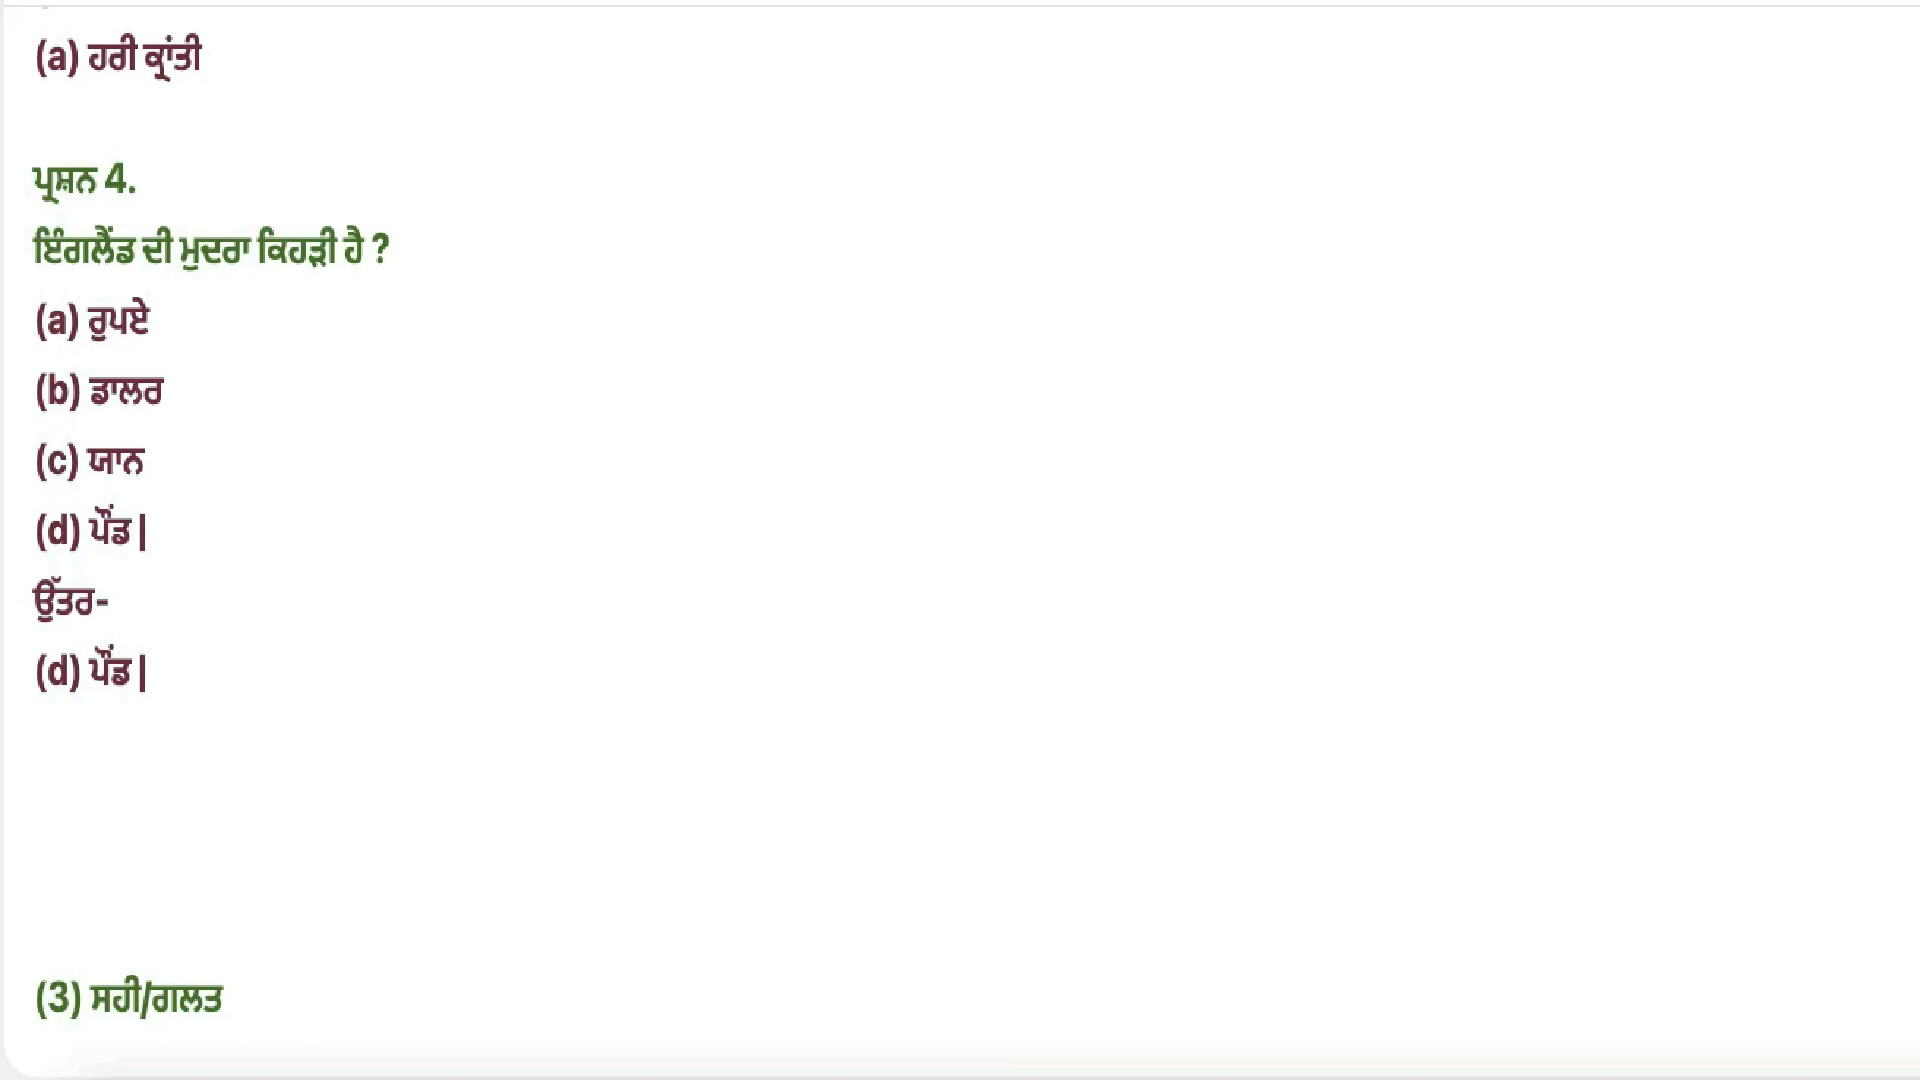 (a) ਹਰੀ ਕ੍ਰਾਂਤੀ
ਪ੍ਰਸ਼ਨ 4.
ਇੰਗਲੈਂਡ ਦੀ ਮੁਦਰਾ ਕਿਹੜੀ ਹੈ ?
(a) ਰੁਪਏ
(b) ਡਾਲਰ
(c) ਯਾਨ
(d) ਪੌਂਡ |
ਉੱਤਰ-
(d) ਪੌਂਡ |
(3) ਸਹੀ/ਗਲਤ